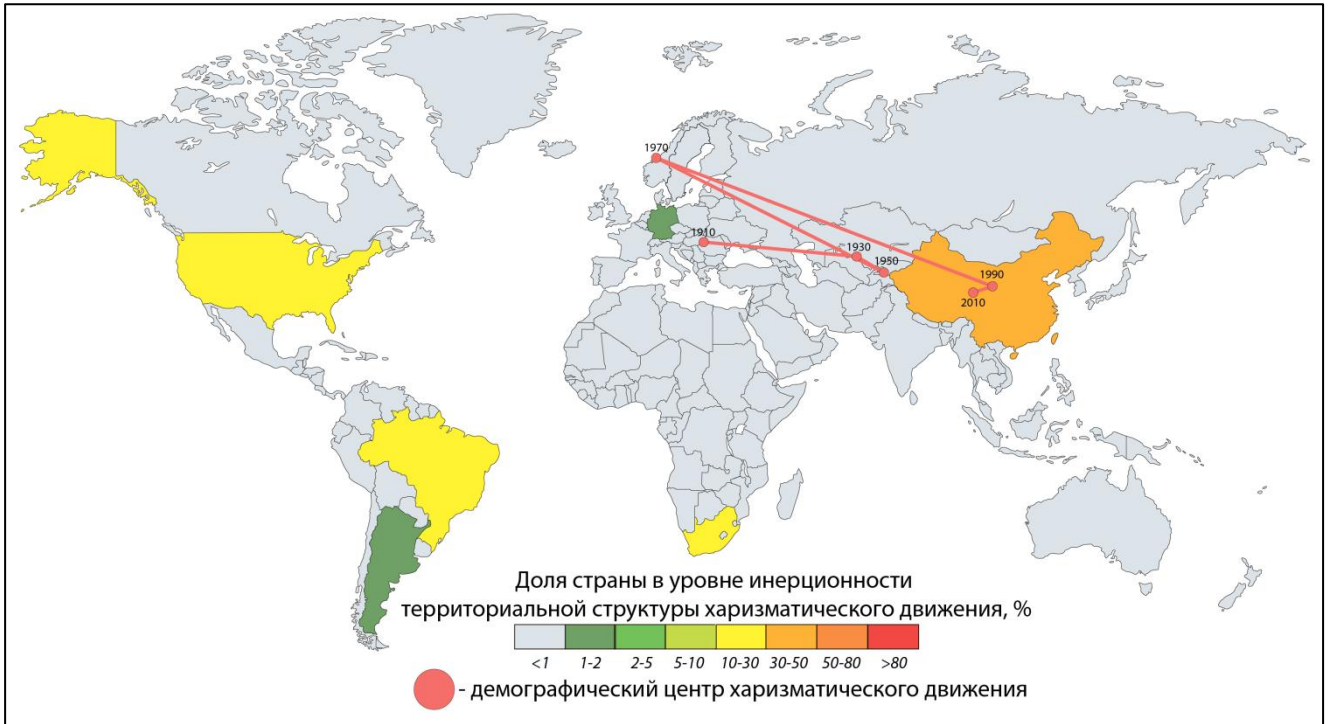 1970
1910
1930
1950
1990
2010
Доля страны в уровне инерционности
территориальной структуры харизматического движения, %
<1 1-2 2-5 5-10 10-30 30-50 50-80 >80
- демографический центр харизматического движения